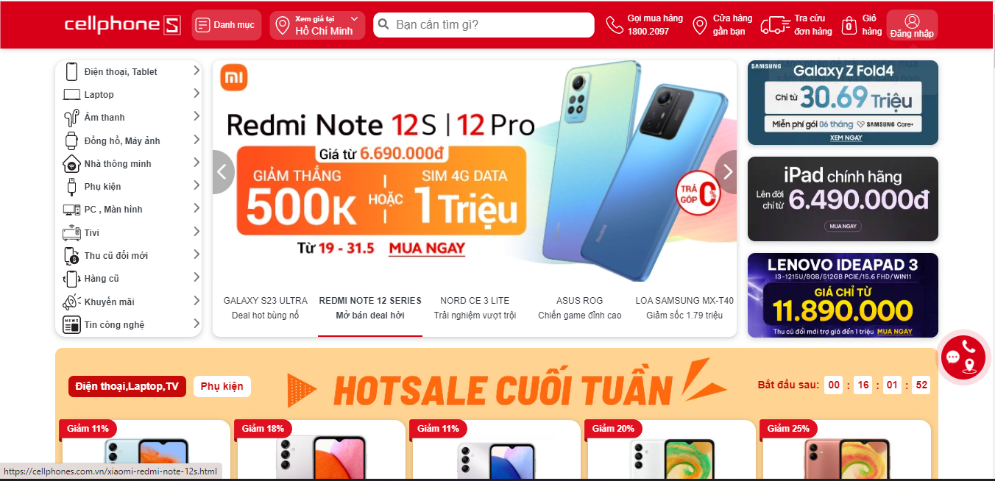 cellphoneS
Danh mục
Xem giá tại
Hồ Chí Minh
Bạn cần tìm gì?
Gọi mua hàng
1800.2097
Cửa hàng
gần bạn
Tra cứu
đơn hàng
Giỏ
hàng
Đăng nhập
Điện thoại, Tablet
Laptop
Âm thanh
Đồng hồ, Máy ảnh
Nhà thông minh
Phụ kiện
PC , Màn hình
Tivi
Thu cũ đổi mới
Hàng cũ
Khuyến mãi
Tin công nghệ
Redmi Note 12S | 12 Pro
Giá từ 6.690.000đ
GIẢM THẲNG
500K
HOẶC
SIM 4G DATA
1 Triệu
Từ 19 - 31.5 MUA NGAY
TRẢ
GÓP
Redmi
GALAXY S23 ULTRA
Deal hot bùng nổ
REDMI NOTE 12 SERIES
Mở bán deal hời
NORD CE 3 LITE
Trải nghiệm vượt trội
ASUS ROG
Chiến game đỉnh cao
LOA SAMSUNG MX-T40
Giảm sốc 1.79 triệu
SAMSUNG
Galaxy Z Fold4
Chỉ từ 30.69 Triệu
Miễn phí gói 06 tháng SAMSUNG Care+
XEM NGAY
iPad chính hãng
Lên đời
chỉ từ 6.490.000đ
MUA NGAY
LENOVO IDEAPAD 3
I3-1215U/8GB/512GB PCIE/15.6 FHD/WIN11
GIÁ CHỈ TỪ
11.890.000
Thu cũ đổi mới trợ giá đến 1 triệu MUA NGAY
Điện thoại,Laptop,TV
Phụ kiện
HOTSALE CUỐI TUẦN
Bắt đầu sau: 00 : 16 : 01 : 52
Giảm 11%
Giảm 18%
Giảm 11%
Giảm 20%
Giảm 25%
https://cellphones.com.vn/xiaomi-redmi-note-12s.html